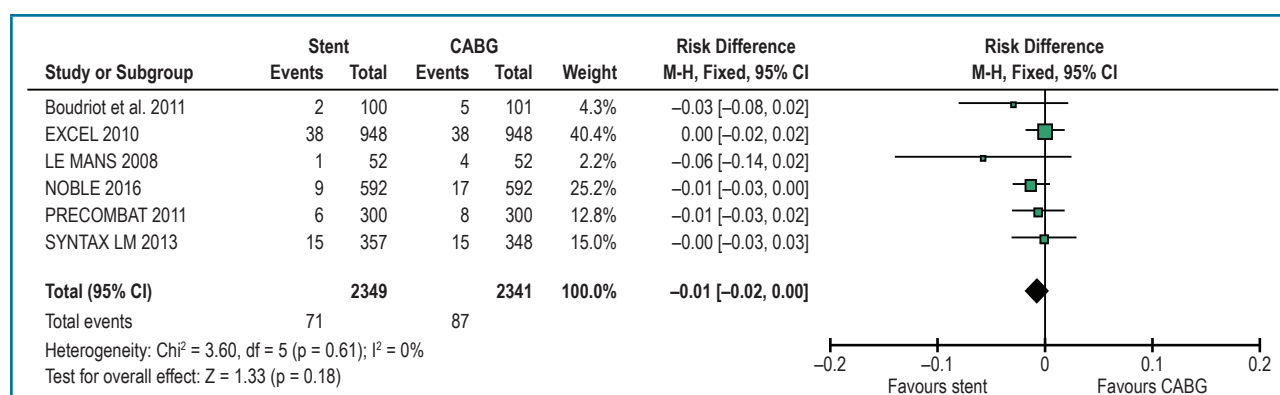 Stent CABG Risk Difference Risk Difference
Study or Subgroup Events Total Events Total Weight M-H, Fixed, 95% CI M-H, Fixed, 95% CI
Boudriot et al. 2011 2 100 5 101 4.3% –0.03 [–0.08, 0.02]
EXCEL 2010 38 948 38 948 40.4% 0.00 [–0.02, 0.02]
LE MANS 2008 1 52 4 52 2.2% –0.06 [–0.14, 0.02]
NOBLE 2016 9 592 17 592 25.2% –0.01 [–0.03, 0.00]
PRECOMBAT 2011 6 300 8 300 12.8% –0.01 [–0.03, 0.02]
SYNTAX LM 2013 15 357 15 348 15.0% –0.00 [–0.03, 0.03]
Total (95% CI) 2349 2341 100.0% –0.01 [–0.02, 0.00]
Total events 71 87
Heterogeneity: Chi² = 3.60, df = 5 (p = 0.61); I² = 0%
Test for overall effect: Z = 1.33 (p = 0.18)
–0.2 –0.1 0 0.1 0.2
Favours stent Favours CABG